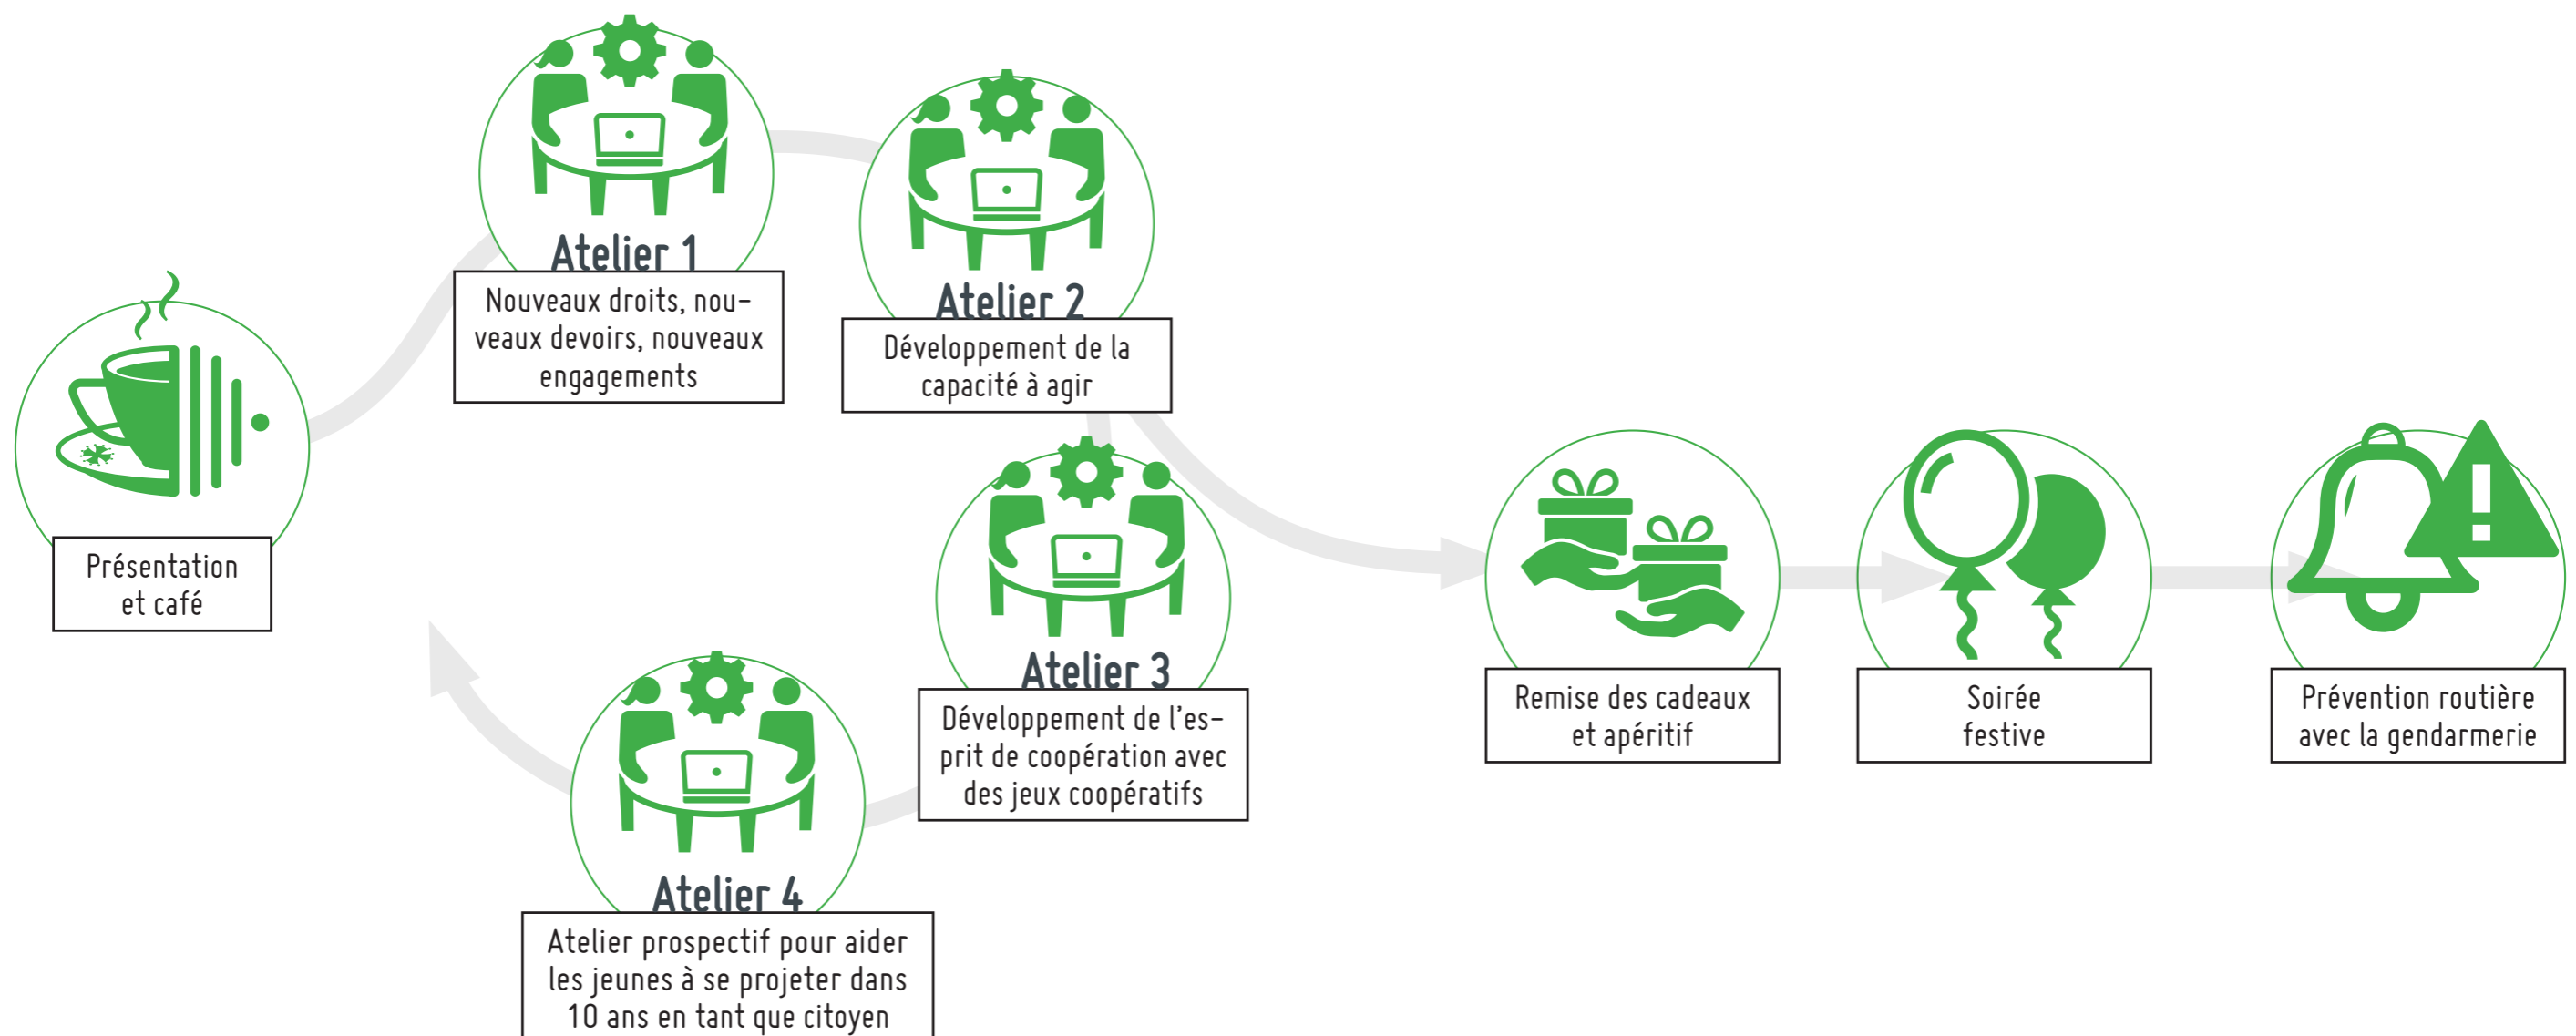 Présentation
et café
Atelier 1
Nouveaux droits, nou-
veaux devoirs, nouveaux
engagements
Atelier 2
Développement de la
capacité à agir
Atelier 3
Développement de l'es-
prit de coopération avec
des jeux coopératifs
Atelier 4
Atelier prospectif pour aider
les jeunes à se projeter dans
10 ans en tant que citoyen
Remise des cadeaux
et apéritif
Soirée
festive
Prévention routière
avec la gendarmerie